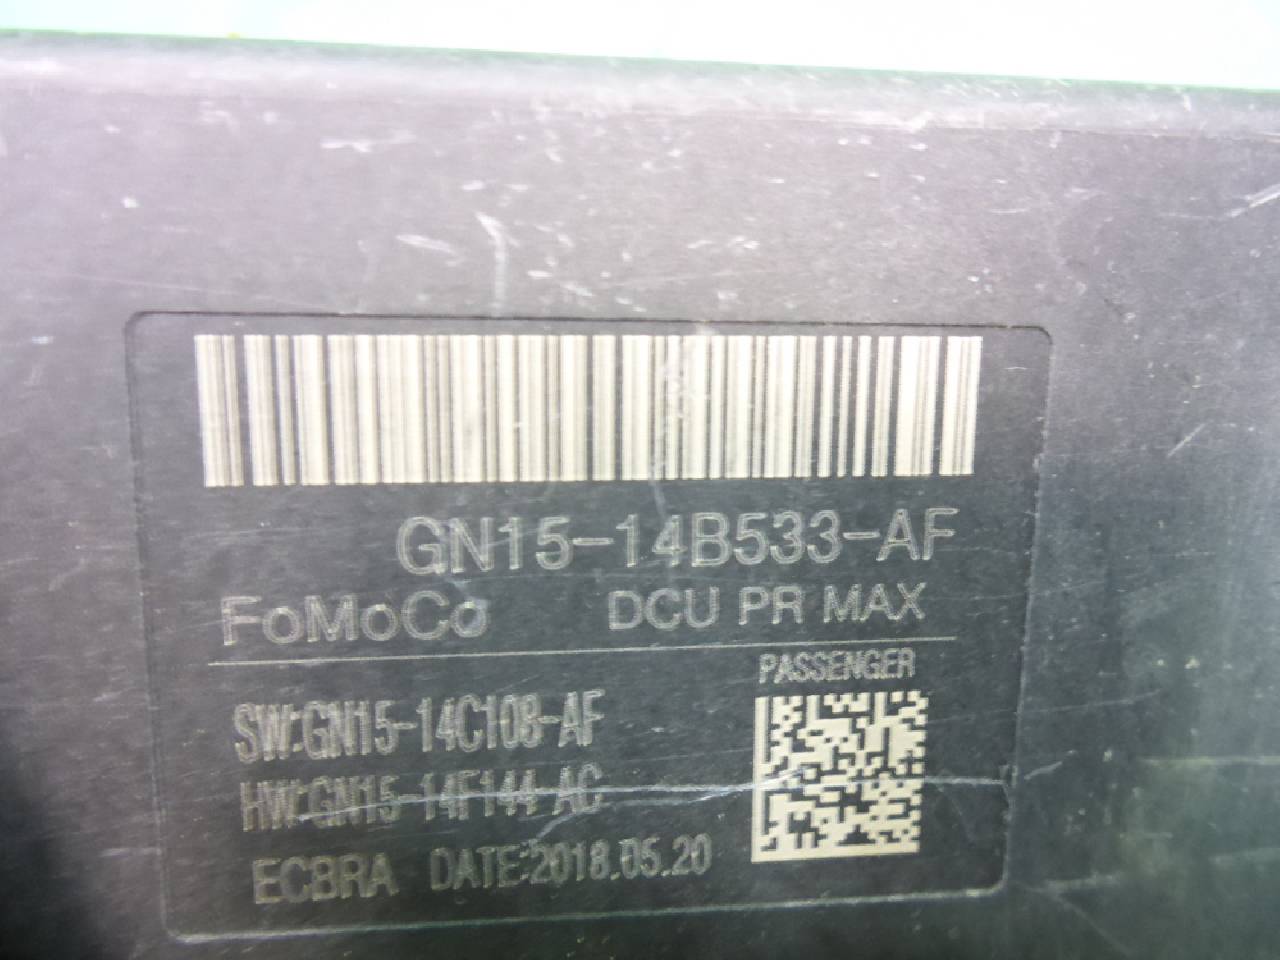 GN15-14B533-AF
FoMoCo DCU PR MAX
PASSENGER
SW:GN15-14C108-AF
HW:GN15-14F144-AC
ECBRA DATE:2018.05.20